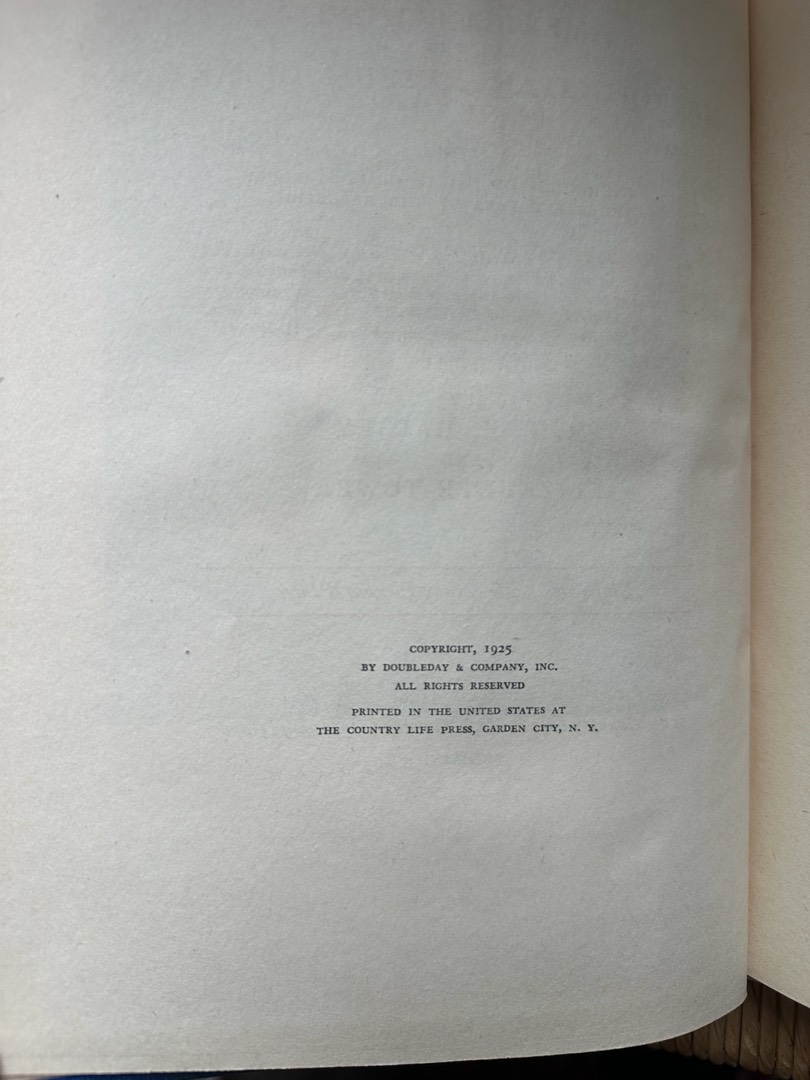 COPYRIGHT, 1925
BY DOUBLEDAY & COMPANY, INC.
ALL RIGHTS RESERVED
PRINTED IN THE UNITED STATES AT
THE COUNTRY LIFE PRESS, GARDEN CITY, N. Y.